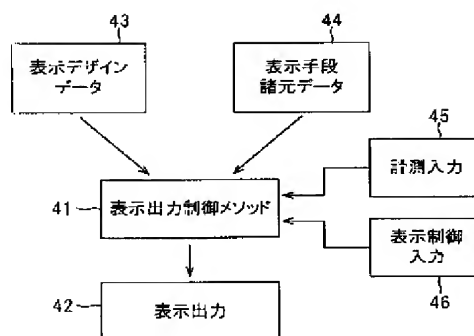 43
表示デザイン
データ
44
表示手段
諸元データ
45
計測入力
41
表示出力制御メソッド
表示制御
入力
46
42
表示出力